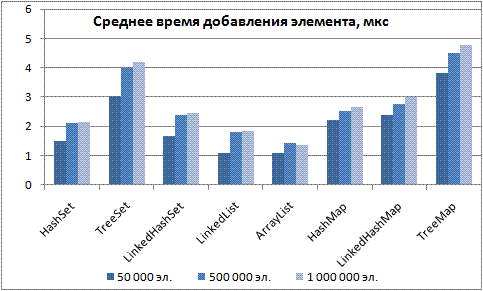 Среднее время добавления элемента, мкс
6
5
4
3
2
1
0
HashSet
TreeSet
LinkedHashSet
LinkedList
ArrayList
HashMap
LinkedHashMap
TreeMap
50 000 эл. 500 000 эл. 1 000 000 эл.